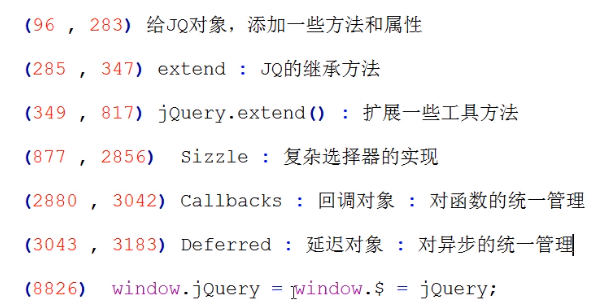 (96 , 283) 给JQ对象，添加一些方法和属性
(285 , 347) extend : JQ的继承方法
(349 , 817) jQuery.extend() : 扩展一些工具方法
(877 , 2856)  Sizzle : 复杂选择器的实现
(2880 , 3042) Callbacks : 回调对象 : 对函数的统一管理
(3043 , 3183) Deferred : 延迟对象 : 对异步的统一管理
(8826)  window.jQuery = window.$ = jQuery;